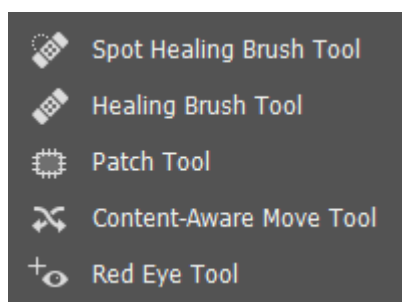 Spot Healing Brush Tool
Healing Brush Tool
Patch Tool
Content-Aware Move Tool
Red Eye Tool